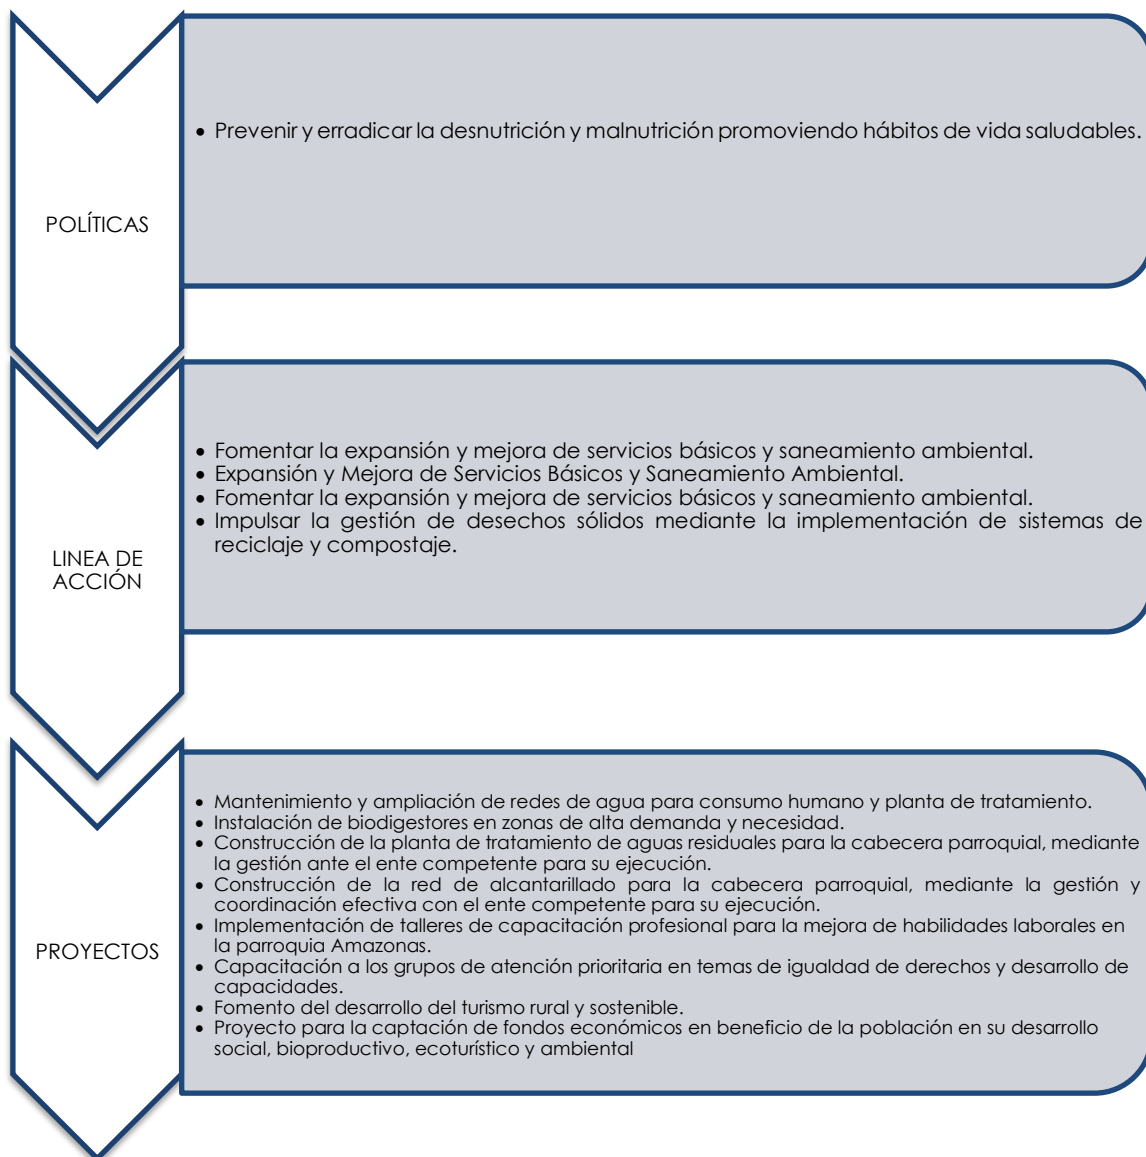 POLÍTICAS
• Prevenir y erradicar la desnutrición y malnutrición promoviendo hábitos de vida saludables.
LINEA DE
ACCIÓN
• Fomentar la expansión y mejora de servicios básicos y saneamiento ambiental.
• Expansión y Mejora de Servicios Básicos y Saneamiento Ambiental.
• Fomentar la expansión y mejora de servicios básicos y saneamiento ambiental.
• Impulsar la gestión de desechos sólidos mediante la implementación de sistemas de
reciclaje y compostaje.
PROYECTOS
• Mantenimiento y ampliación de redes de agua para consumo humano y planta de tratamiento.
• Instalación de biodigestores en zonas de alta demanda y necesidad.
• Construcción de la planta de tratamiento de aguas residuales para la cabecera parroquial, mediante
la gestión ante el ente competente para su ejecución.
• Construcción de la red de alcantarillado para la cabecera parroquial, mediante la gestión y
coordinación efectiva con el ente competente para su ejecución.
• Implementación de talleres de capacitación profesional para la mejora de habilidades laborales en
la parroquia Amazonas.
• Capacitación a los grupos de atención prioritaria en temas de igualdad de derechos y desarrollo de
capacidades.
• Fomento del desarrollo del turismo rural y sostenible.
• Proyecto para la captación de fondos económicos en beneficio de la población en su desarrollo
social, bioproductivo, ecoturístico y ambiental